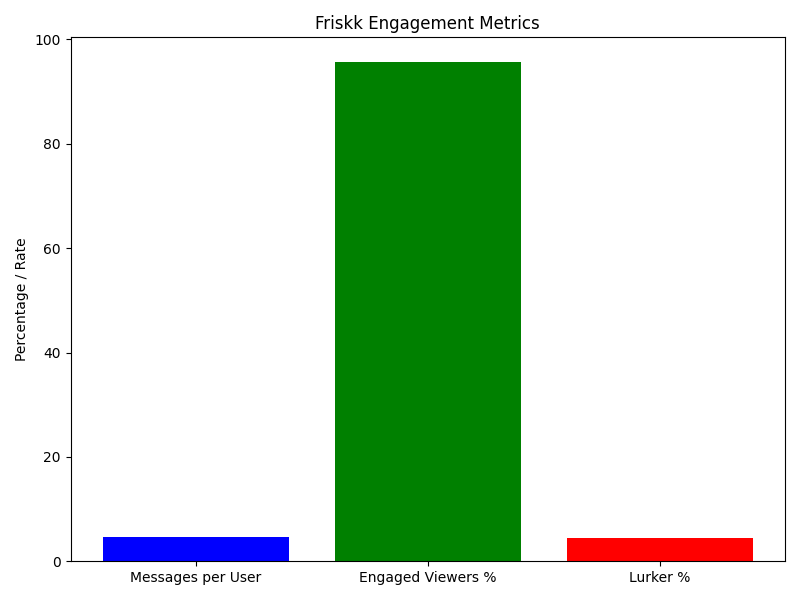 Friskk Engagement Metrics
Percentage / Rate
100
80
60
40
20
0
Messages per User
Engaged Viewers %
Lurker %